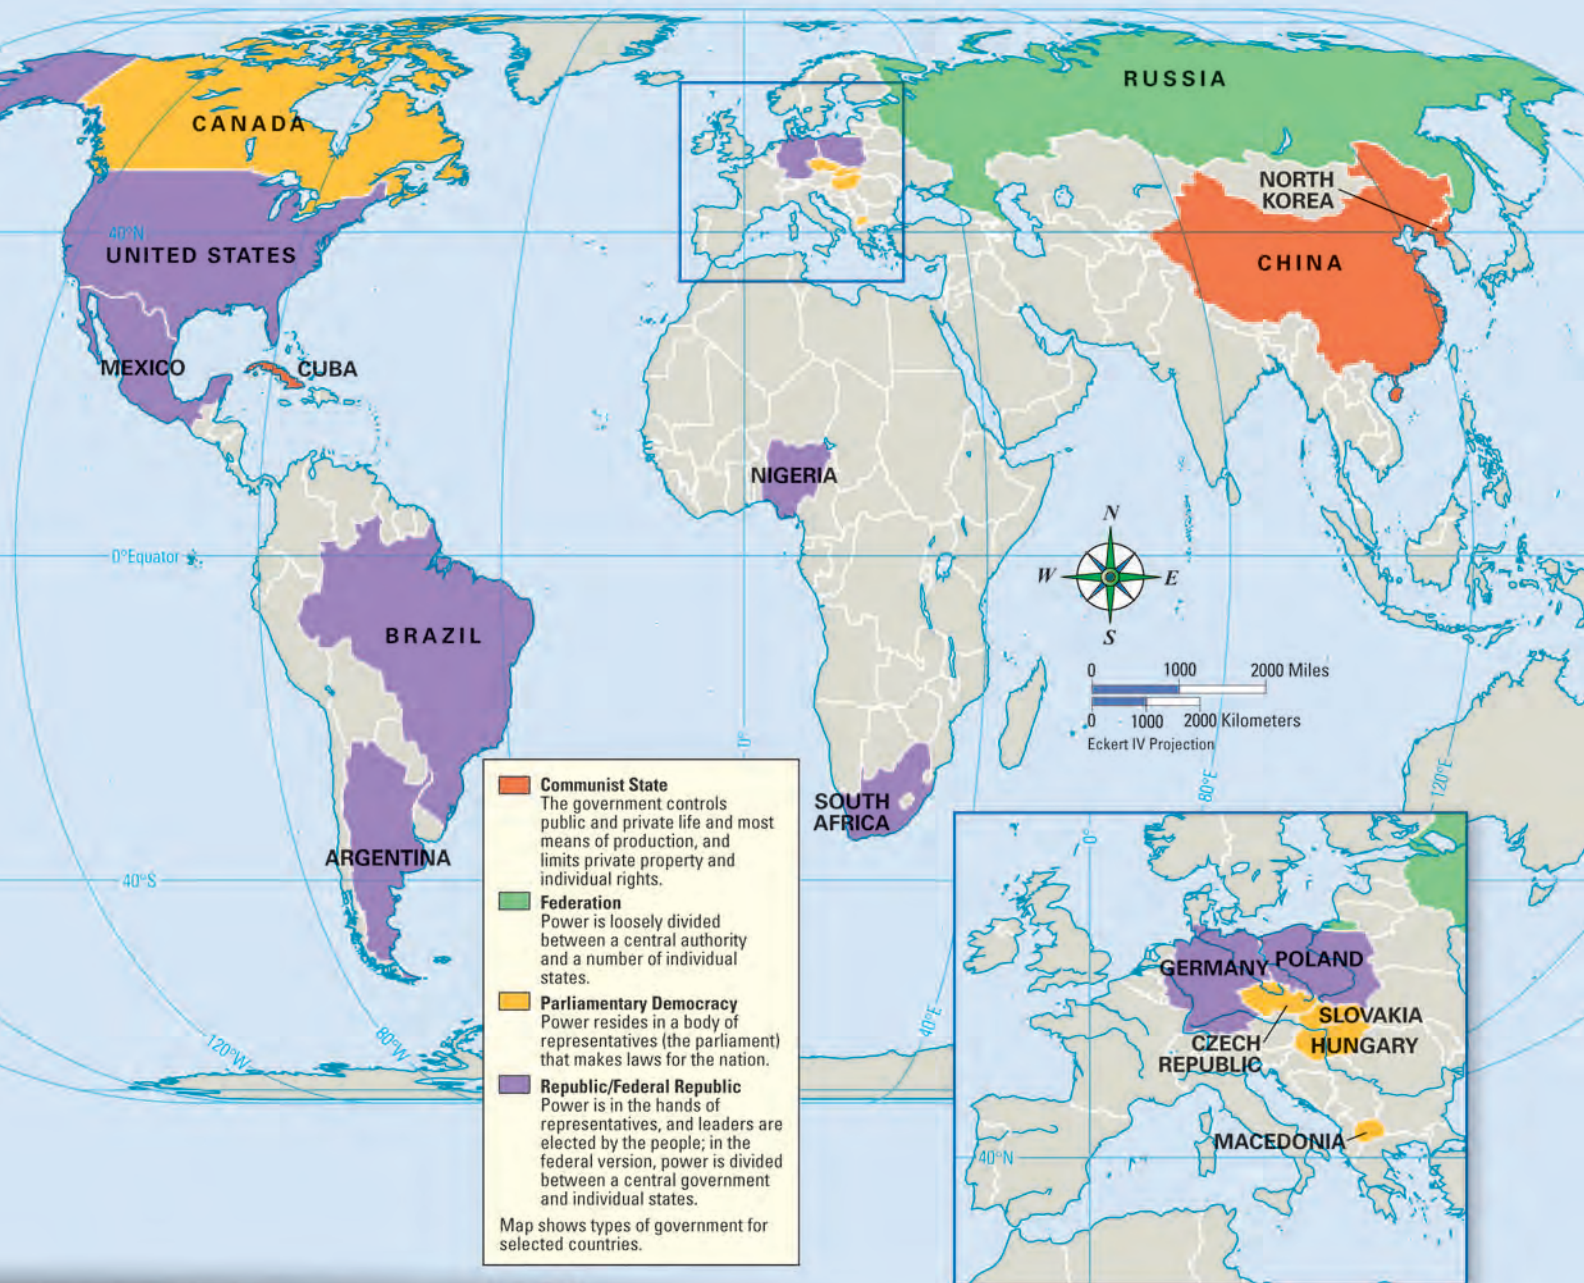 RUSSIA
CANADA
NORTH
KOREA
40°N
UNITED STATES
CHINA
MEXICO
CUBA
NIGERIA
N
W
E
S
0°Equator
BRAZIL
0 1000 2000 Miles
0 1000 2000 Kilometers
Eckert IV Projection
0°
80°E
120°E
SOUTH
AFRICA
ARGENTINA
40°S
120°W
80°W
40°E
Communist State
The government controls
public and private life and most
means of production, and
limits private property and
individual rights.
Federation
Power is loosely divided
between a central authority
and a number of individual
states.
Parliamentary Democracy
Power resides in a body of
representatives (the parliament)
that makes laws for the nation.
Republic/Federal Republic
Power is in the hands of
representatives, and leaders are
elected by the people; in the
federal version, power is divided
between a central government
and individual states.
Map shows types of government for
selected countries.
0°
GERMANY
POLAND
SLOVAKIA
CZECH
REPUBLIC
HUNGARY
MACEDONIA
40°N